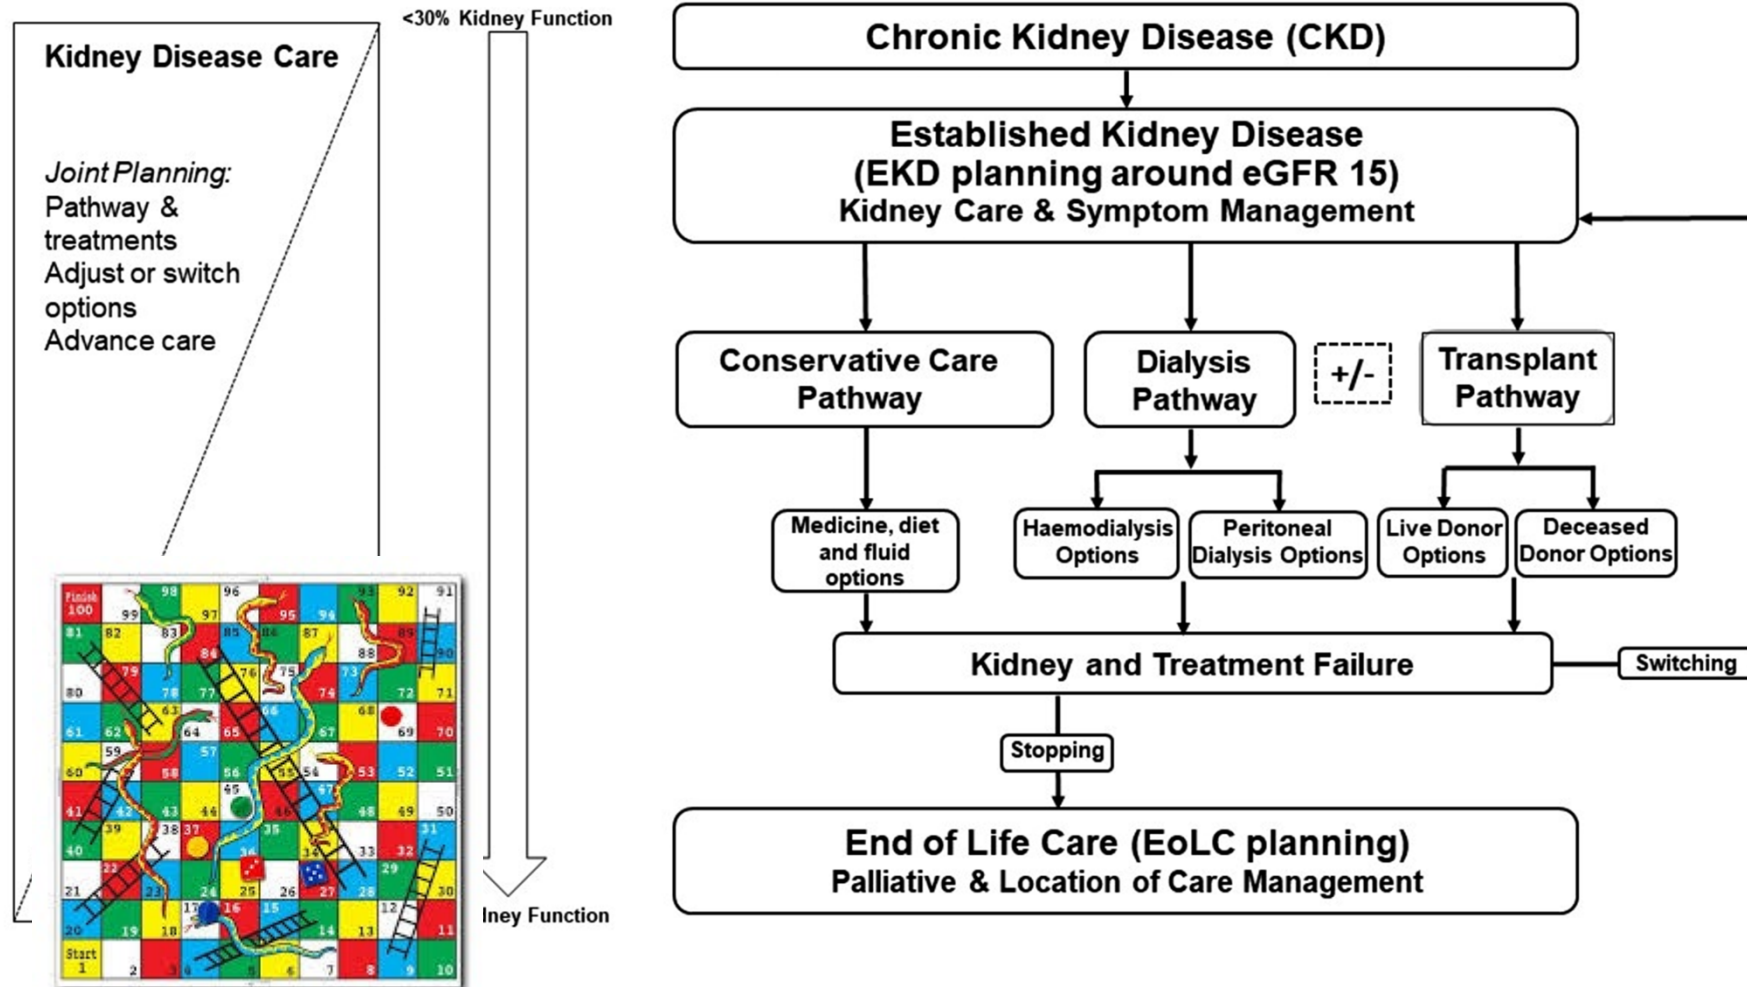 <30% Kidney Function
Kidney Disease Care
Joint Planning:
Pathway &
treatments
Adjust or switch
options
Advance care
Chronic Kidney Disease (CKD)
Established Kidney Disease
(EKD planning around eGFR 15)
Kidney Care & Symptom Management
Conservative Care
Pathway
Dialysis
Pathway
+/-
Transplant
Pathway
Medicine, diet
and fluid
options
Haemodialysis
Options
Peritoneal
Dialysis Options
Live Donor
Options
Deceased
Donor Options
Kidney and Treatment Failure
Switching
Stopping
End of Life Care (EoLC planning)
Palliative & Location of Care Management
dney Function
Finish
100 99 98 97 96 95 94 93 92 91
81 82 83 84 85 86 87 88 89 90
80 79 78 77 76 75 74 73 72 71
61 62 63 64 65 66 67 68 69 70
60 59 58 57 56 55 54 53 52 51
41 42 43 44 45 46 47 48 49 50
40 39 38 37 36 35 34 33 32 31
21 22 23 24 25 26 27 28 29 30
20 19 18 17 16 15 14 13 12 11
Start
1 2 3 4 5 6 7 8 9 10